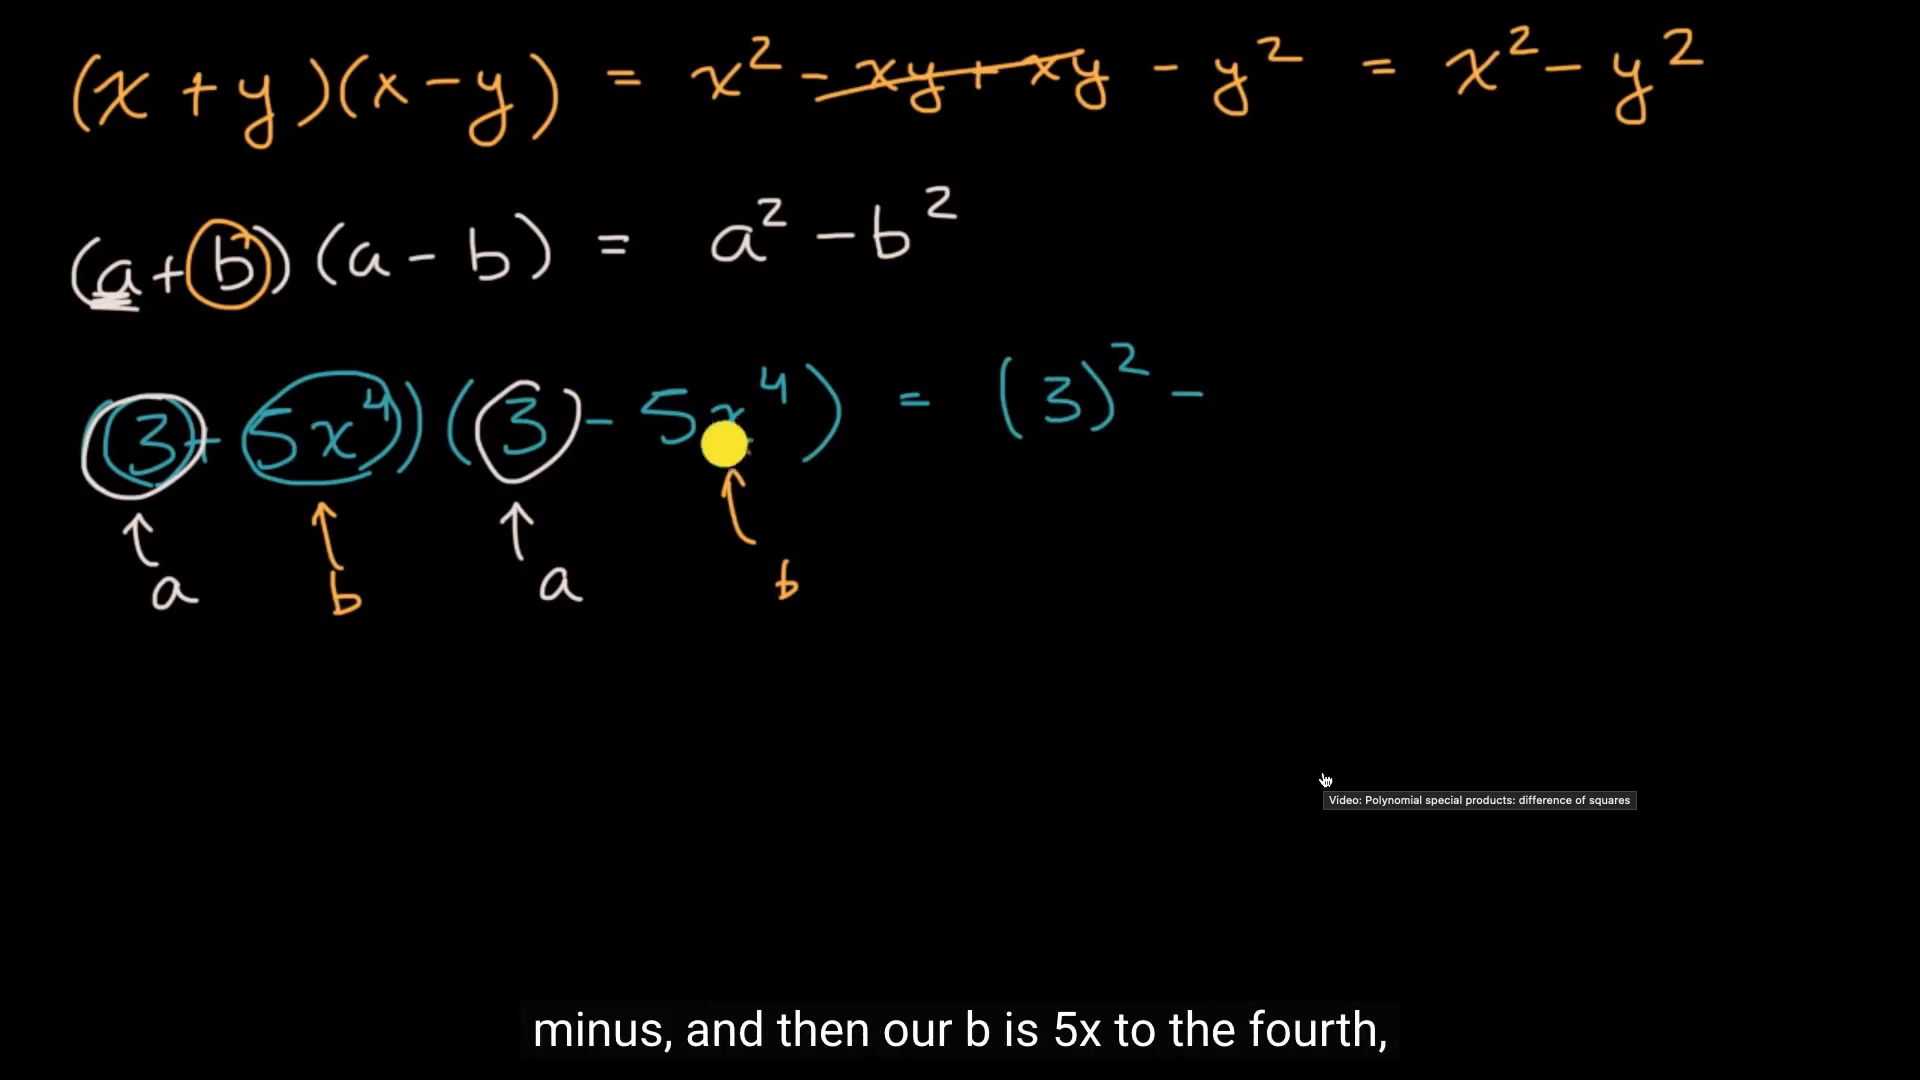 (x + y)(x - y) = x² - xy + xy - y² = x² - y²
(a + b)(a - b) = a² - b²
(3 + 5x⁴)(3 - 5x⁴) = (3)² -
a b a b
Video: Polynomial special products: difference of squares
minus, and then our b is 5x to the fourth,